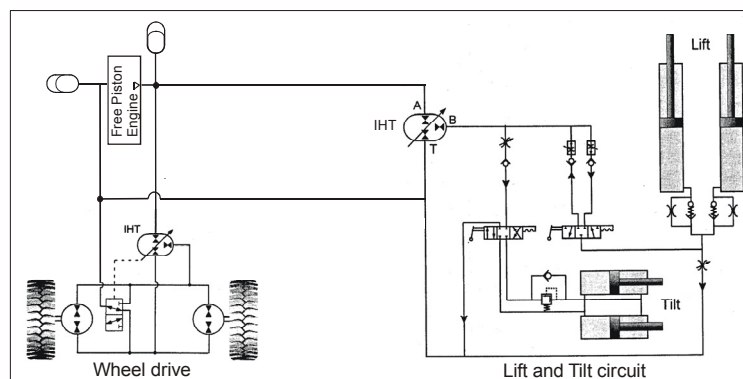 Lift
Free Piston
Engine
A
IHT
B
T
IHT
Tilt
Wheel drive
Lift and Tilt circuit